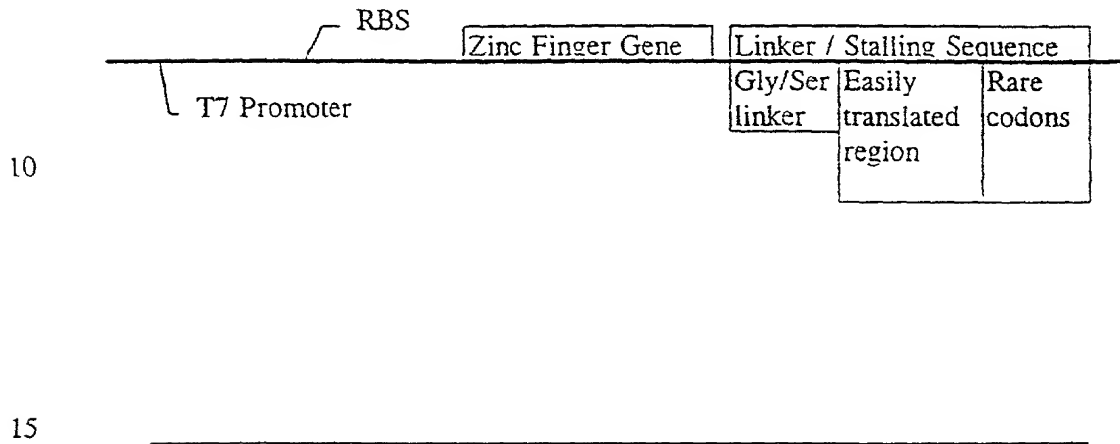 RBS
Zinc Finger Gene
Linker / Stalling Sequence
T7 Promoter
Gly/Ser
linker
Easily
translated
region
Rare
codons
10
15